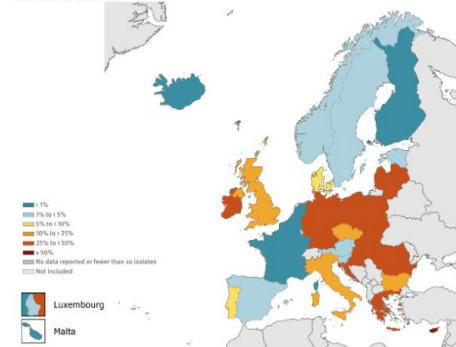 < 1%
1% to < 5%
5% to < 10%
10% to < 25%
25% to < 50%
≥ 50%
No data reported or fewer than 10 isolates
Not included
Luxembourg
Malta